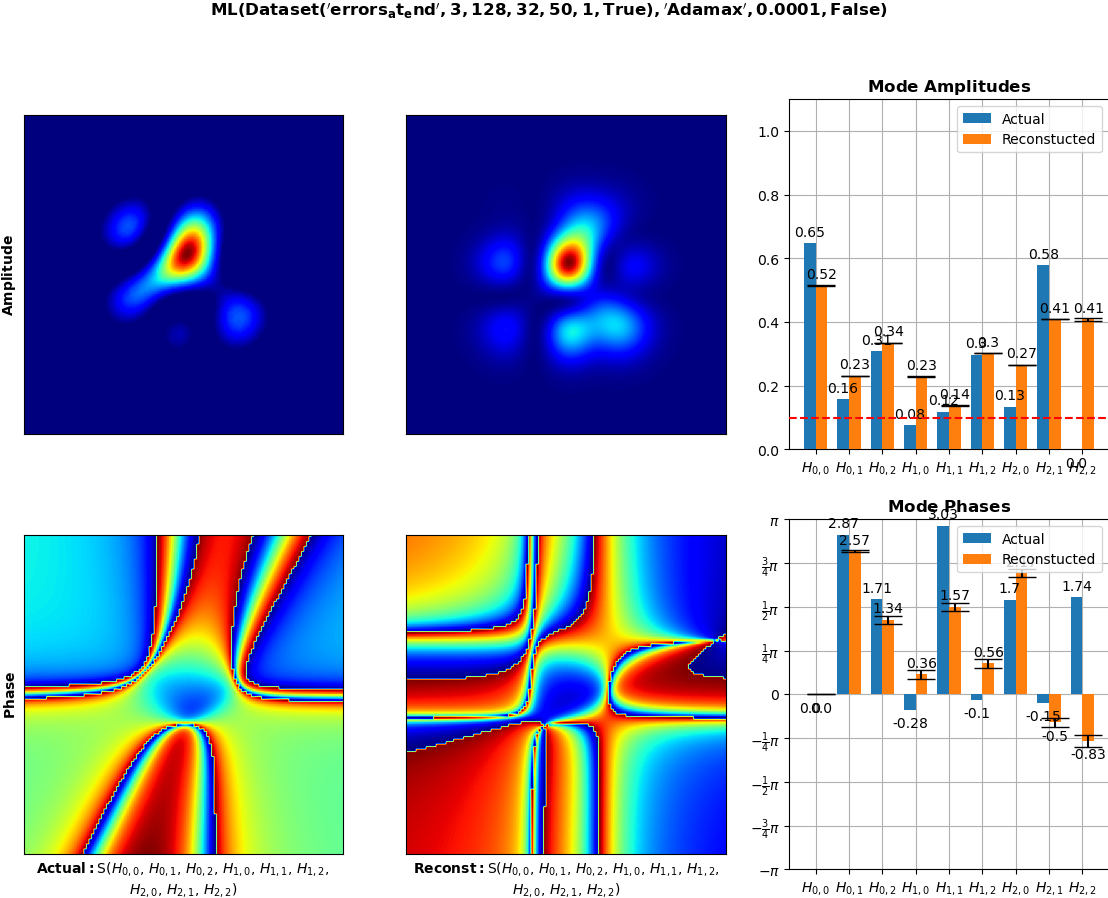 ML(Dataset('errors_at_end', 3, 128, 32, 50, 1, True), 'Adamax', 0.0001, False)
Mode Amplitudes
Actual
Reconstucted
1.0
0.8
0.6
0.4
0.2
0.0
0.65
0.52
0.16
0.23
0.31
0.34
0.08
0.23
0.12
0.14
0.3
0.3
0.13
0.27
0.58
0.41
0.0
0.41
H0,0 H0,1 H0,2 H1,0 H1,1 H1,2 H2,0 H2,1 H2,2
Amplitude
Mode Phases
Actual
Reconstucted
π
3/4π
1/2π
1/4π
0
−1/4π
−1/2π
−3/4π
−π
0.0
0.0
2.87
2.57
1.71
1.34
-0.28
0.36
3.03
1.57
-0.1
0.56
1.7
-0.15
-0.5
1.74
-0.83
H0,0 H0,1 H0,2 H1,0 H1,1 H1,2 H2,0 H2,1 H2,2
Phase
Actual: S(H0,0, H0,1, H0,2, H1,0, H1,1, H1,2,
H2,0, H2,1, H2,2)
Reconst: S(H0,0, H0,1, H0,2, H1,0, H1,1, H1,2,
H2,0, H2,1, H2,2)